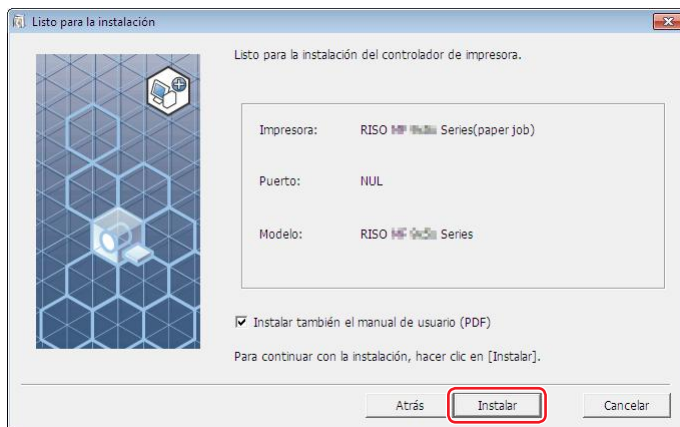 Listo para la instalación
Listo para la instalación del controlador de impresora.
Impresora: RISO Series(paper job)
Puerto: NUL
Modelo: RISO Series
Instalar también el manual de usuario (PDF)
Para continuar con la instalación, hacer clic en [Instalar].
Atrás Instalar Cancelar